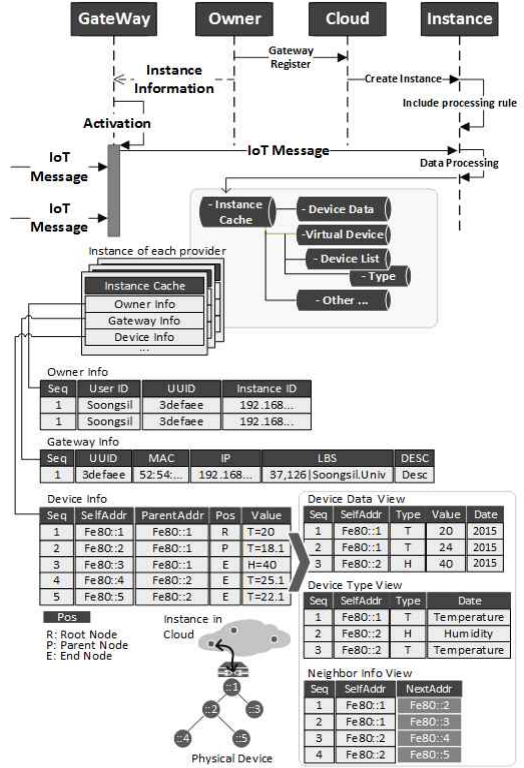 GateWay Owner Cloud Instance
Gateway
Register
Instance
Information
Create Instance
Include processing rule
Activation
IoT Message
IoT
Message
Data Processing
IoT
Message
- Instance
Cache
- Device Data
-Virtual Device
- Device List
- Type
- Other ...
Instance of each provider
Instance Cache
Owner Info
Gateway Info
Device Info
...
Owner Info
Seq User ID UUID Instance ID
1 Soongsil 3defaee 192.168...
1 Soongsil 3defaee 192.168...
Gateway Info
Seq UUID MAC IP LBS DESC
1 3defaee 52:54:... 192.168... 37,126|Soongsil.Univ Desc
Device Info
Seq SelfAddr ParentAddr Pos Value
1 Fe80::1 Fe80::1 R T=20
2 Fe80::2 Fe80::1 P T=18.1
3 Fe80::3 Fe80::1 E H=40
4 Fe80::4 Fe80::2 E T=25.1
5 Fe80::5 Fe80::2 E T=22.1
Device Data View
Seq SelfAddr Type Value Date
1 Fe80::1 T 20 2015
2 Fe80::1 T 24 2015
3 Fe80::2 H 40 2015
Device Type View
Seq SelfAddr Type Date
1 Fe80::1 T Temperature
2 Fe80::2 H Humidity
3 Fe80::2 T Temperature
Neighbor Info View
Seq SelfAddr NextAddr
1 Fe80::1 Fe80::2
2 Fe80::1 Fe80::3
3 Fe80::2 Fe80::4
4 Fe80::2 Fe80::5
Pos
R: Root Node
P: Parent Node
E: End Node
Instance in
Cloud
::1
::2
::3
::4
::5
Physical Device